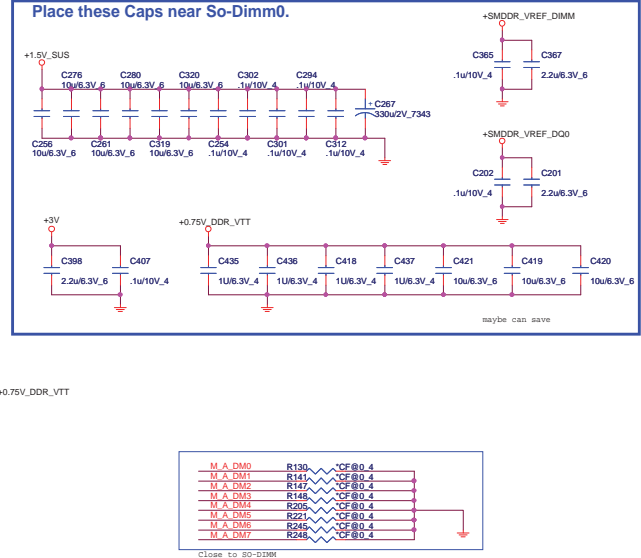 Place these Caps near So-Dimm0.
+SMDDR_VREF_DIMM
+1.5V_SUS
C365 C367
.1u/10V_4 2.2u/6.3V_6
C276 C280 C320 C302 C294
10u/6.3V_6 10u/6.3V_6 10u/6.3V_6 .1u/10V_4 .1u/10V_4
+ C267
330u/2V_7343
C256 C261 C319 C254 C301 C312
10u/6.3V_6 10u/6.3V_6 10u/6.3V_6 .1u/10V_4 .1u/10V_4 .1u/10V_4
+SMDDR_VREF_DQ0
C202 C201
.1u/10V_4 2.2u/6.3V_6
+3V +0.75V_DDR_VTT
C398 C407 C435 C436 C418 C437 C421 C419 C420
2.2u/6.3V_6 .1u/10V_4 1U/6.3V_4 1U/6.3V_4 1U/6.3V_4 1U/6.3V_4 10u/6.3V_6 10u/6.3V_6 10u/6.3V_6
maybe can save
+0.75V_DDR_VTT
M_A_DM0 R130 *CF@0_4
M_A_DM1 R141 *CF@0_4
M_A_DM2 R147 *CF@0_4
M_A_DM3 R148 *CF@0_4
M_A_DM4 R205 *CF@0_4
M_A_DM5 R221 *CF@0_4
M_A_DM6 R245 *CF@0_4
M_A_DM7 R248 *CF@0_4
Close to SO-DIMM